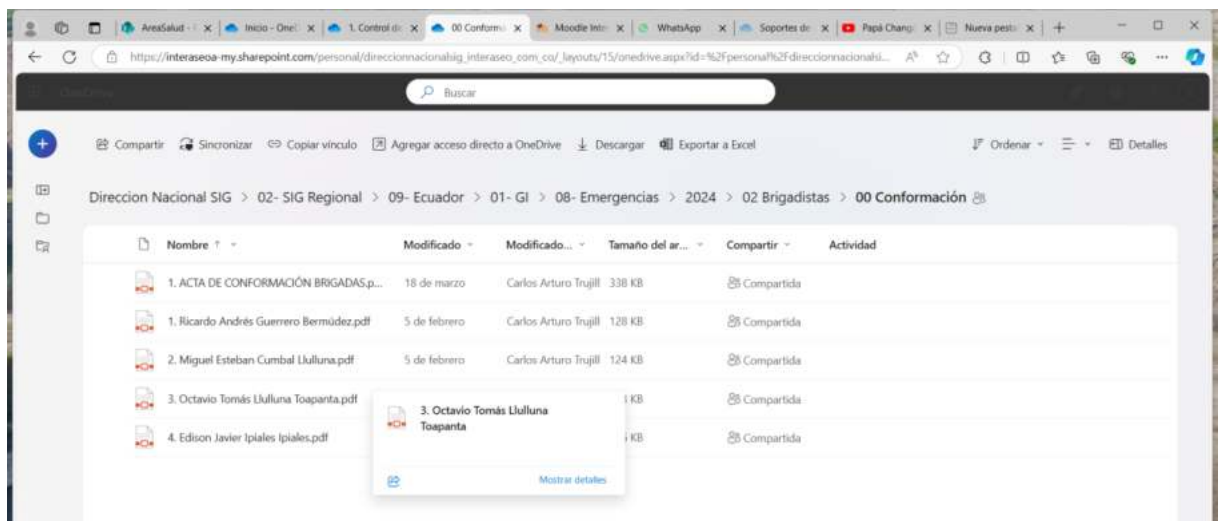 AreaSalud -
Inicio - OneD
1. Control de
00 Conform
Moodle Inte
WhatsApp
Soportes de
Papá Chang
Nueva pesta
https://interaseoa-my.sharepoint.com/personal/direccionnacionalsig_interaseo_com_co/_layouts/15/onedrive.aspx?id=%2Fpersonal%2Fdireccionnacionalsi...
OneDrive
Buscar
Compartir
Sincronizar
Copiar vínculo
Agregar acceso directo a OneDrive
Descargar
Exportar a Excel
Ordenar
Detalles
Direccion Nacional SIG > 02- SIG Regional > 09- Ecuador > 01- GI > 08- Emergencias > 2024 > 02 Brigadistas > 00 Conformación
Nombre ↑ Modificado Modificado... Tamaño del ar... Compartir Actividad
1. ACTA DE CONFORMACIÓN BRIGADAS.p... 18 de marzo Carlos Arturo Trujill 338 KB Compartida
1. Ricardo Andrés Guerrero Bermúdez.pdf 5 de febrero Carlos Arturo Trujill 128 KB Compartida
2. Miguel Esteban Cumbal Llulluna.pdf 5 de febrero Carlos Arturo Trujill 124 KB Compartida
3. Octavio Tomás Llulluna Toapanta.pdf KB Compartida
3. Octavio Tomás Llulluna
Toapanta
4. Edison Javier Ipiales Ipiales.pdf KB Compartida
Mostrar detalles